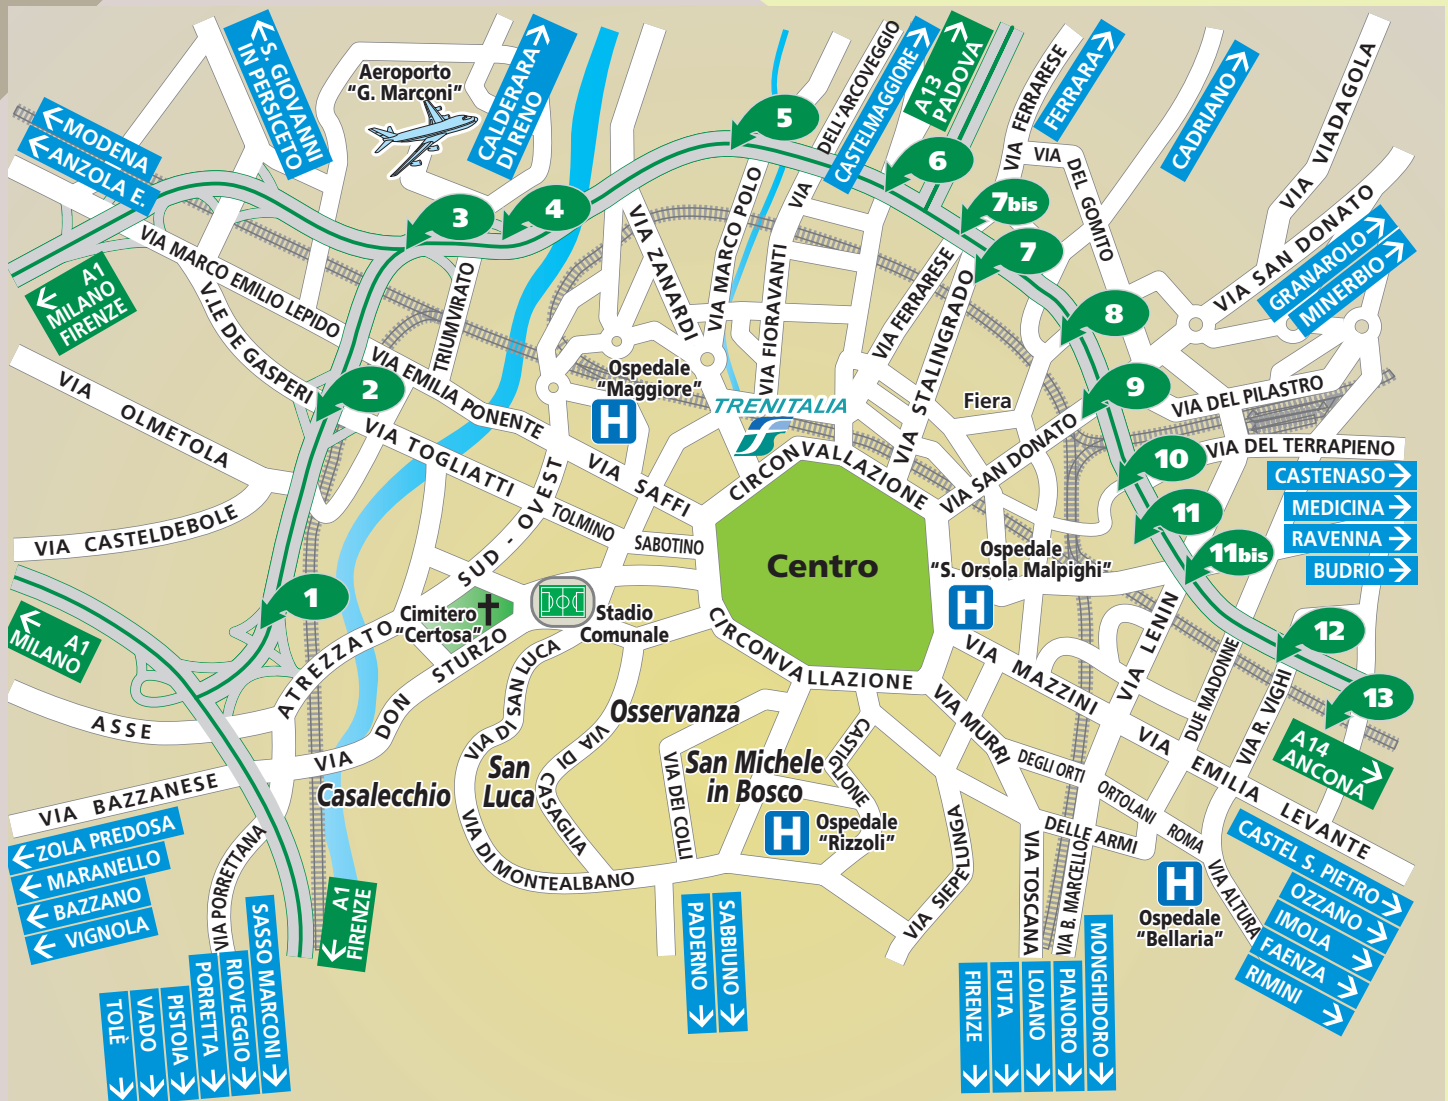 S. GIOVANNI
IN PERSICETO
Aeroporto
"G. Marconi"
CALDERARA
DI RENO
MODENA
ANZOLA E.
5
VIA
DELL'ARCOVEGGIO
CASTELMAGGIORE
A13
PADOVA
6
VIA FERRARESE
FERRARA
VIA
DEL GOMITO
CADRIANO
VIA VIADAGOLA
VIA SAN DONATO
GRANAROLO
MINERBIO
3
4
7bis
7
8
9
A1
MILANO
FIRENZE
VIA MARCO EMILIO LEPIDO
V.LE DE GASPERI
TRIUMVIRATO
VIA ZANARDI
VIA MARCO POLO
VIA FIORAVANTI
VIA FERRARESE
VIA STALINGRADO
2
VIA EMILIA PONENTE
Ospedale
"Maggiore"
H
TRENITALIA
Fiera
VIA DEL PILASTRO
VIA OLMETOLA
VIA TOGLIATTI
VIA SAFFI
CIRCONVALLAZIONE
VIA SAN DONATO
10
VIA DEL TERRAPIENO
CASTENASO
MEDICINA
RAVENNA
BUDRIO
VIA CASTELDEBOLE
SUD - OVEST
TOLMINO
SABOTINO
Centro
Ospedale
"S. Orsola Malpighi"
H
11
11bis
1
A1
MILANO
Cimitero
"Certosa"
Stadio
Comunale
ATREZZATO
ASSE
VIA DON STURZO
VIA DI SAN LUCA
VIA DI CASAGLIA
CIRCONVALLAZIONE
VIA MAZZINI
VIA LENIN
DUE MADONNE
VIA R. VIGHI
12
13
A14
ANCONA
Osservanza
San
Luca
Casalecchio
San Michele
in Bosco
H
Ospedale
"Rizzoli"
VIA DEI COLLI
CASTIGLIONE
VIA MURRI
DEGLI ORTI
ORTOLANI
ROMA
DELLE ARMI
VIA EMILIA LEVANTE
VIA BAZZANESE
ZOLA PREDOSA
MARANELLO
BAZZANO
VIGNOLA
VIA PORRETTANA
A1
FIRENZE
VIA DI MONTEALBANO
VIA SIEPELUNGA
VIA TOSCANA
VIA B. MARCELLO
H
Ospedale
"Bellaria"
VIA ALTURA
CASTEL S. PIETRO
OZZANO
IMOLA
FAENZA
RIMINI
TOLÈ
VADO
PISTOIA
PORRETTA
RIOVEGGIO
SASSO MARCONI
PADERNO
SABBIUNO
FIRENZE
FUTA
LOIANO
PIANORO
MONGHIDORO